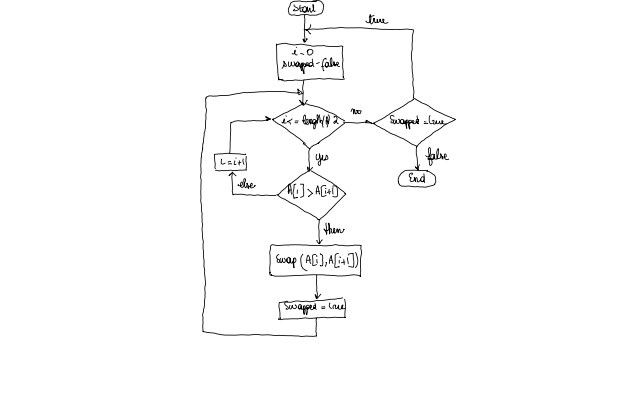 Start
true
i=0
swapped=false
i<=length(A)-2
no
Swapped=true
yes
false
End
i=i+1
else
A[i]>A[i+1]
then
Swap(A[i],A[i+1])
Swapped=true